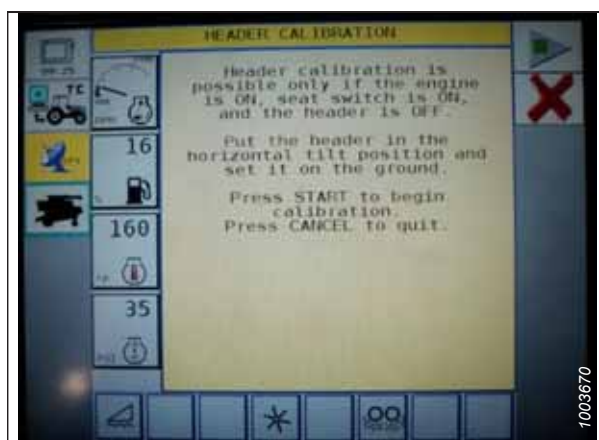 HEADER CALIBRATION
Header calibration is
possible only if the engine
is ON, seat switch is ON,
and the header is OFF.
Put the header in the
horizontal tilt position and
set it on the ground.
Press START to begin
calibration.
Press CANCEL to quit.
TC
16
160
35
1003670